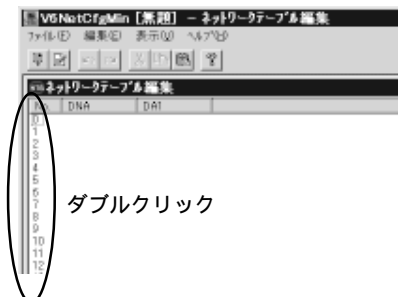 V6NetCfgMin [無題] - ネットワークテーブル編集
ファイル(F) 編集(E) 表示(V) ヘルプ(H)
ネットワークテーブル編集
No. DNA DA1
0
1
2
3
4
5
6
7
8
9
10
11
12
ダブルクリック